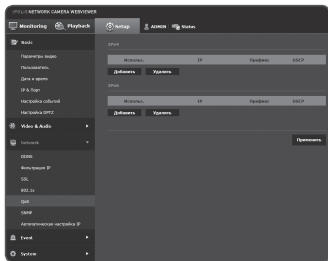 iPOLiS NETWORK CAMERA WEBVIEWER
Monitoring
Playback
Setup
ADMIN
Status
Basic
Параметры видео
Пользователь
Дата и время
IP & Порт
Настройка событий
Настройка DPTZ
Video & Audio
Network
DDNS
Фильтрация IP
SSL
802.1x
QoS
SNMP
Автоматическая настройка IP
Event
System
IPv4
Использ. IP Префикс DSCP
Добавить Удалить
IPv6
Использ. IP Префикс DSCP
Добавить Удалить
Применить